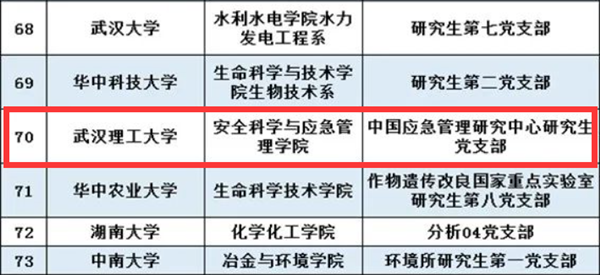 68 武汉大学 水利水电学院水力发电工程系 研究生第七党支部
69 华中科技大学 生命科学与技术学院生物技术系 研究生第二党支部
70 武汉理工大学 安全科学与应急管理学院 中国应急管理研究中心研究生党支部
71 华中农业大学 生命科学技术学院 作物遗传改良国家重点实验室研究生第八党支部
72 湖南大学 化学化工学院 分析04党支部
73 中南大学 冶金与环境学院 环境所研究生第一党支部